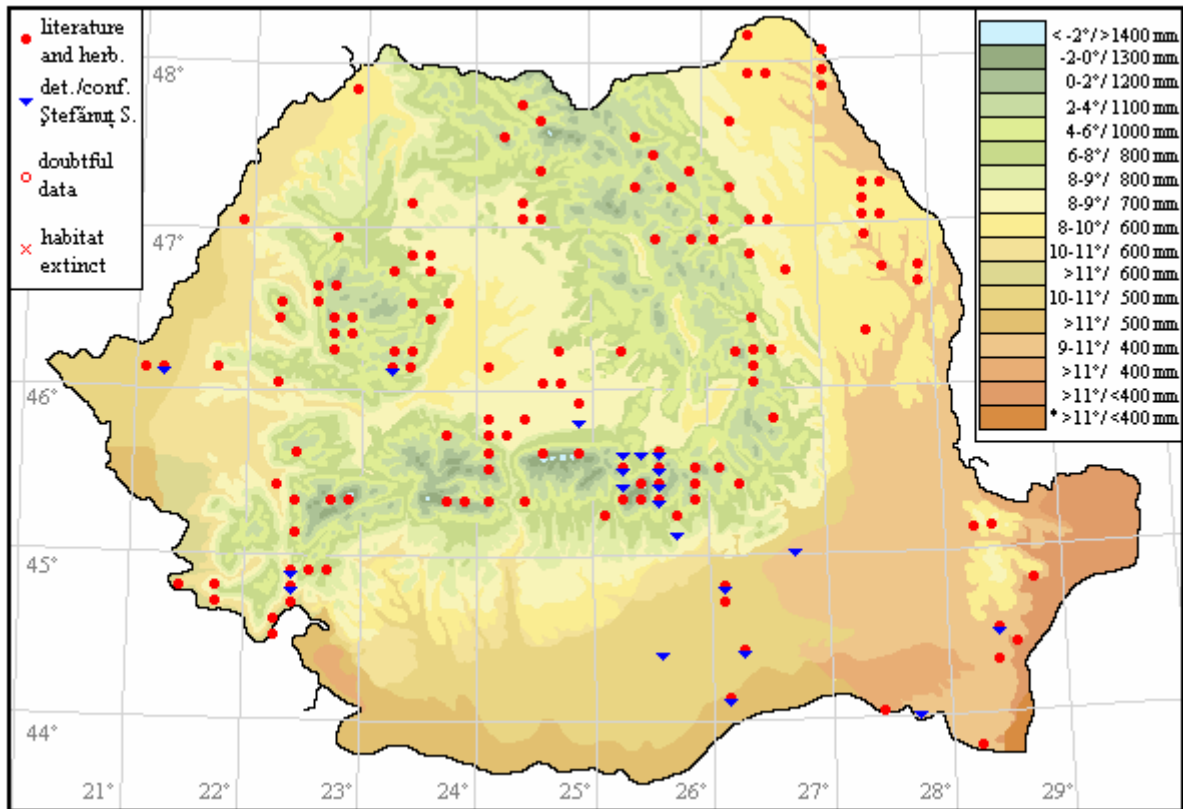 literature
and herb.
det./conf.
Ştefănuţ S.
doubtful
data
habitat
extinct
< -2°/>1400 mm
-2-0°/1300 mm
0-2°/1200 mm
2-4°/1100 mm
4-6°/1000 mm
6-8°/ 800 mm
8-9°/ 800 mm
8-9°/ 700 mm
8-10°/ 600 mm
10-11°/ 600 mm
>11°/ 600 mm
10-11°/ 500 mm
>11°/ 500 mm
9-11°/ 400 mm
>11°/ 400 mm
>11°/<400 mm
* >11°/<400 mm
48°
47°
46°
45°
44°
21° 22° 23° 24° 25° 26° 27° 28° 29°